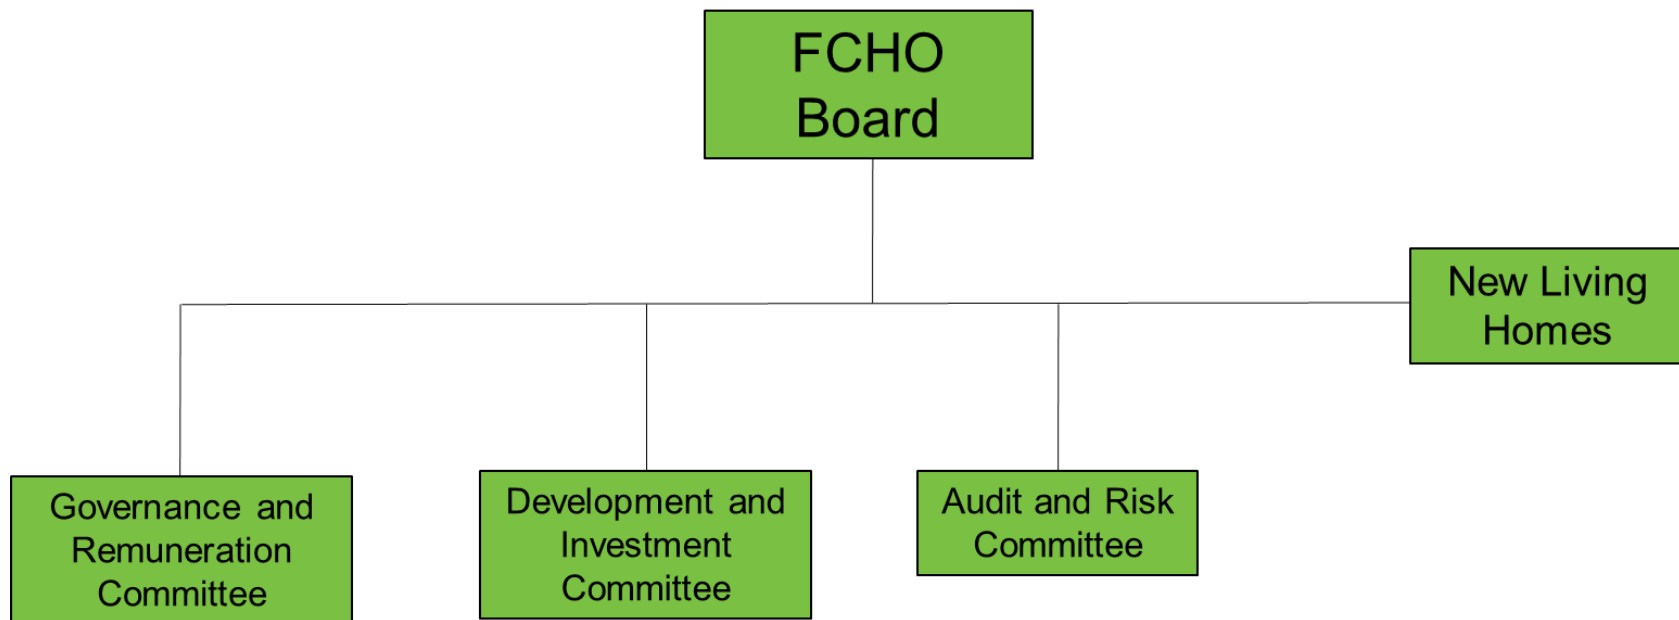 FCHO
Board
New Living
Homes
Governance and
Remuneration
Committee
Development and
Investment
Committee
Audit and Risk
Committee